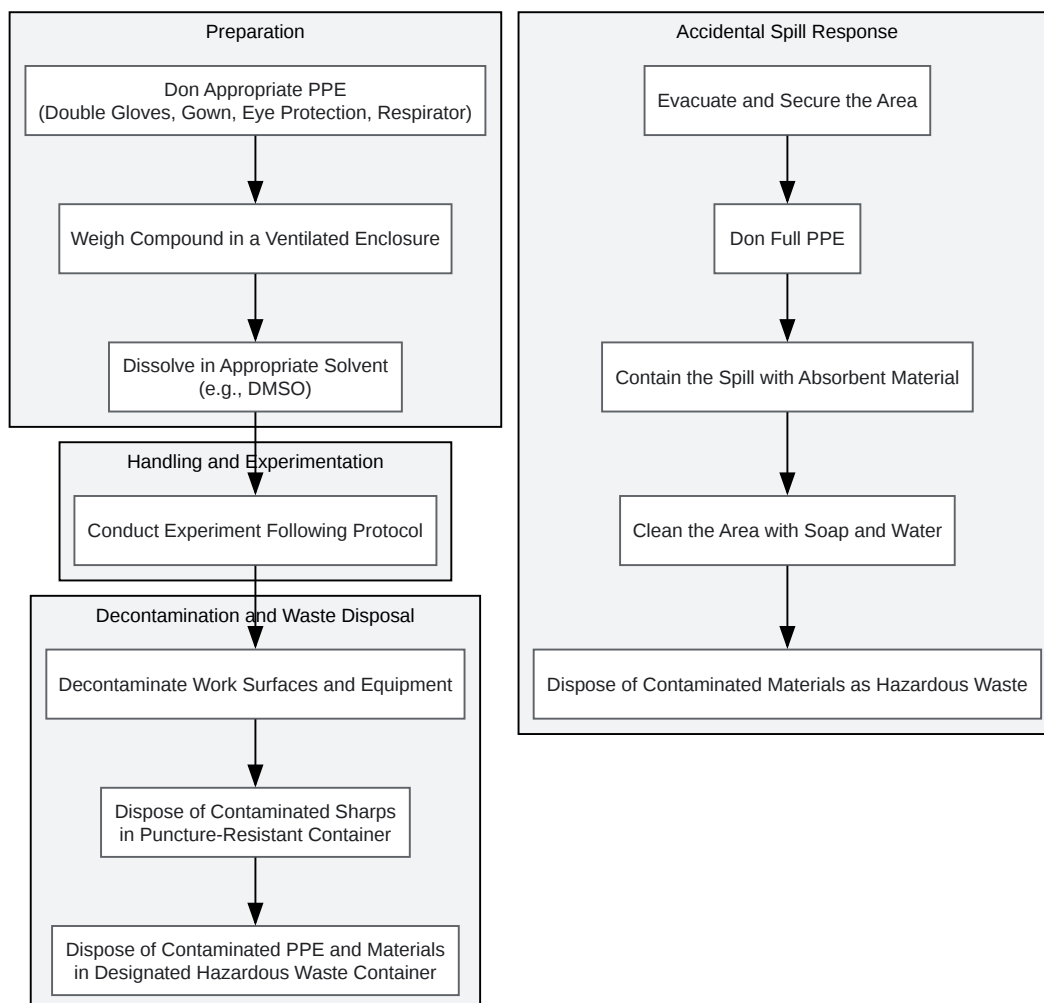 Preparation
Don Appropriate PPE
(Double Gloves, Gown, Eye Protection, Respirator)
Weigh Compound in a Ventilated Enclosure
Dissolve in Appropriate Solvent
(e.g., DMSO)
Handling and Experimentation
Conduct Experiment Following Protocol
Decontamination and Waste Disposal
Decontaminate Work Surfaces and Equipment
Dispose of Contaminated Sharps
in Puncture-Resistant Container
Dispose of Contaminated PPE and Materials
in Designated Hazardous Waste Container
Accidental Spill Response
Evacuate and Secure the Area
Don Full PPE
Contain the Spill with Absorbent Material
Clean the Area with Soap and Water
Dispose of Contaminated Materials as Hazardous Waste